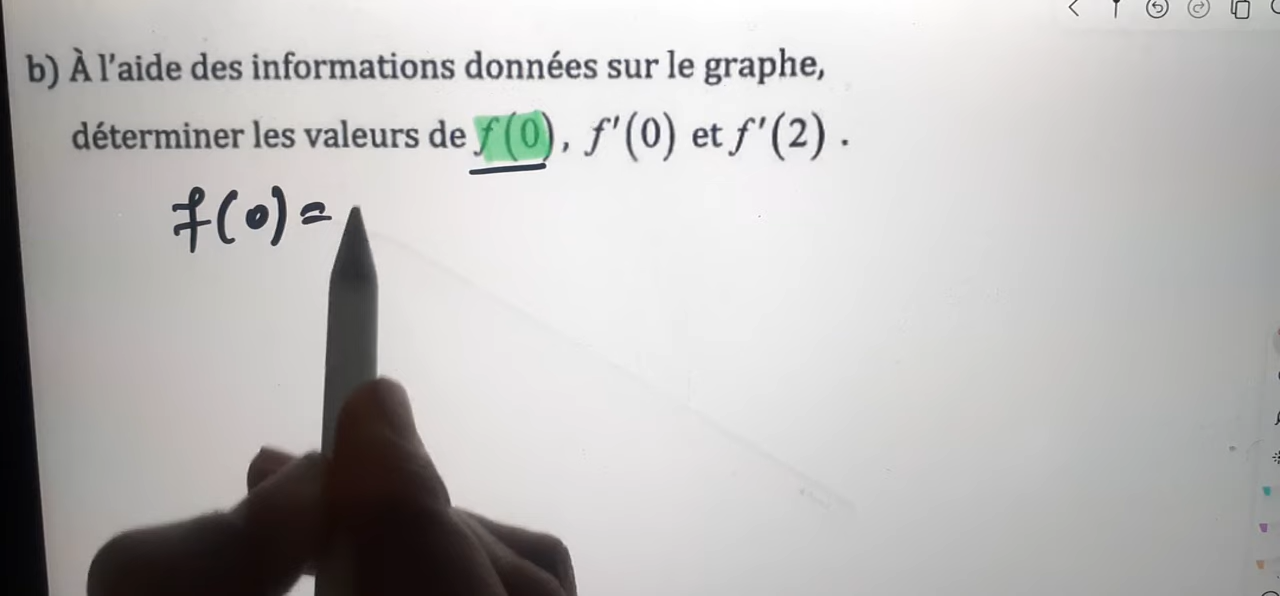 b) À l'aide des informations données sur le graphe,
déterminer les valeurs de f(0), f'(0) et f'(2) .
f(0)=